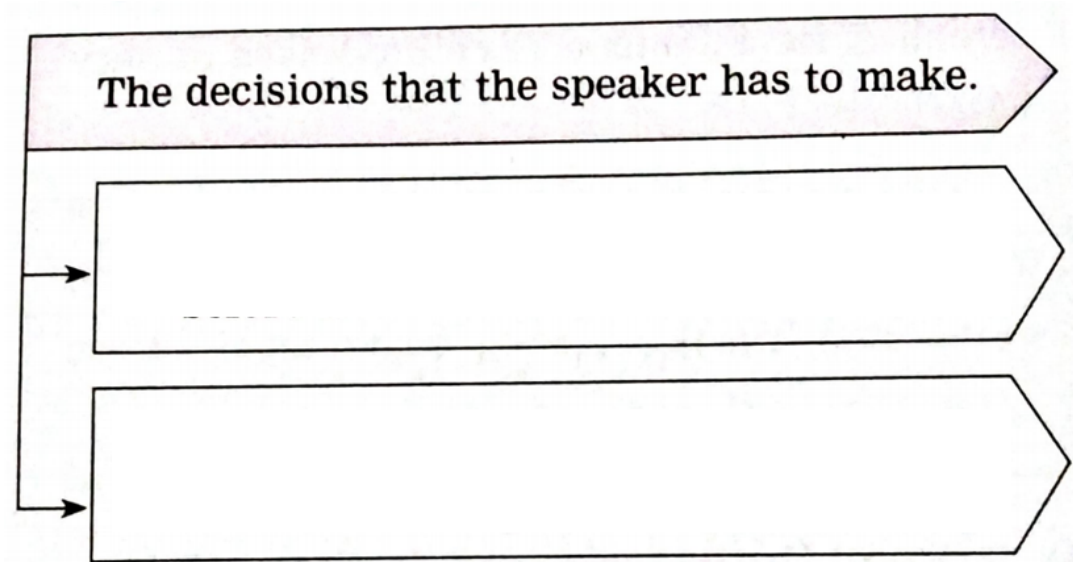 The decisions that the speaker has to make.